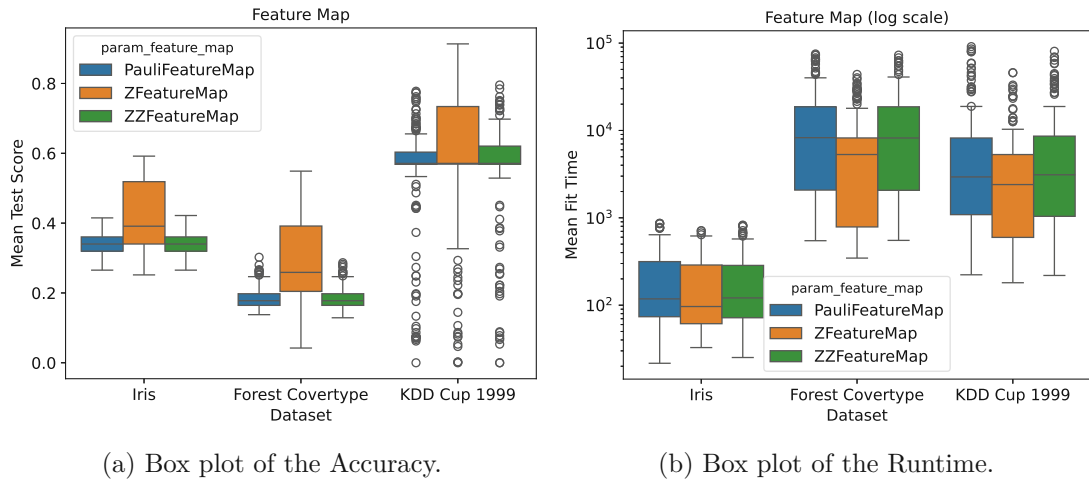 Feature Map
param_feature_map
PauliFeatureMap
ZFeatureMap
ZZFeatureMap
Mean Test Score
0.8
0.6
0.4
0.2
0.0
Iris
Forest Covertype
KDD Cup 1999
Dataset
(a) Box plot of the Accuracy.
Feature Map (log scale)
Mean Fit Time
10^5
10^4
10^3
10^2
param_feature_map
PauliFeatureMap
ZFeatureMap
ZZFeatureMap
Iris
Forest Covertype
KDD Cup 1999
Dataset
(b) Box plot of the Runtime.